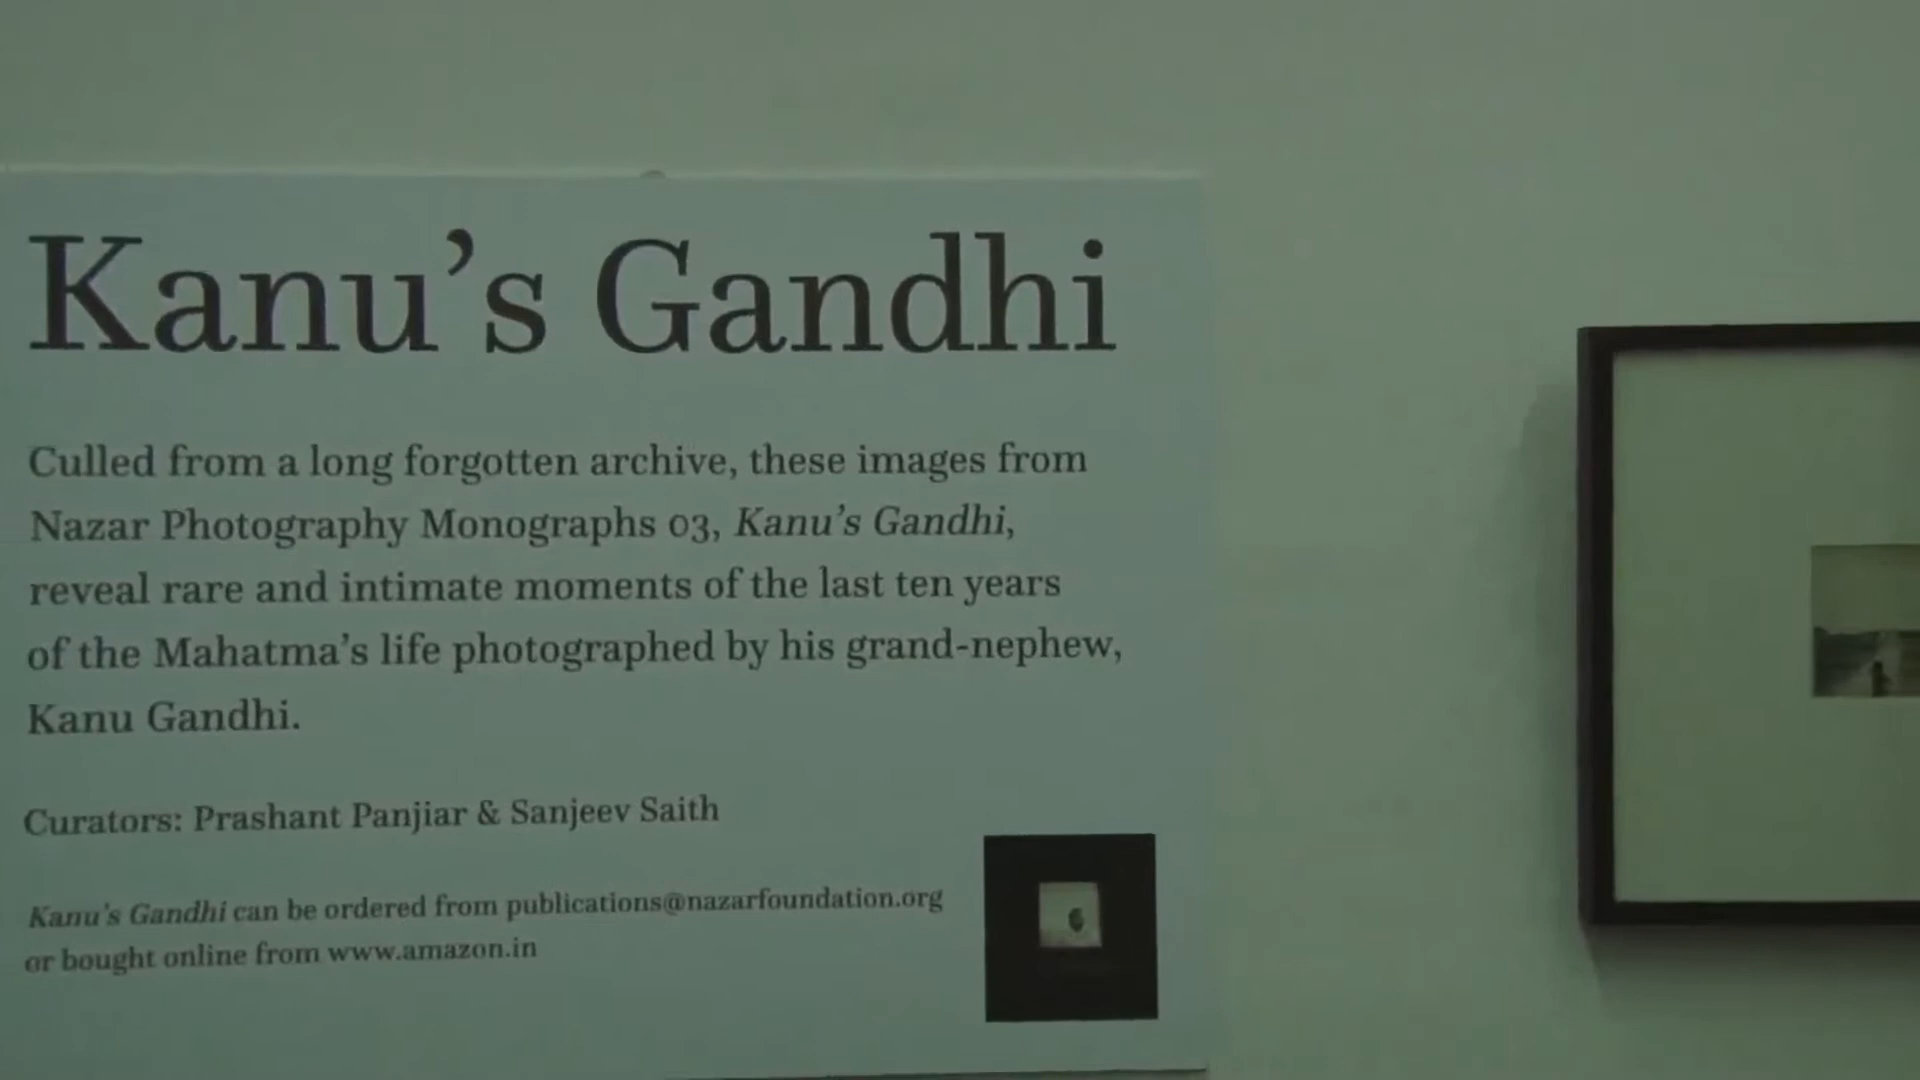 Kanu’s Gandhi
Culled from a long forgotten archive, these images from
Nazar Photography Monographs 03, Kanu’s Gandhi,
reveal rare and intimate moments of the last ten years
of the Mahatma’s life photographed by his grand-nephew,
Kanu Gandhi.
Curators: Prashant Panjiar & Sanjeev Saith
Kanu’s Gandhi can be ordered from publications@nazarfoundation.org
or bought online from www.amazon.in